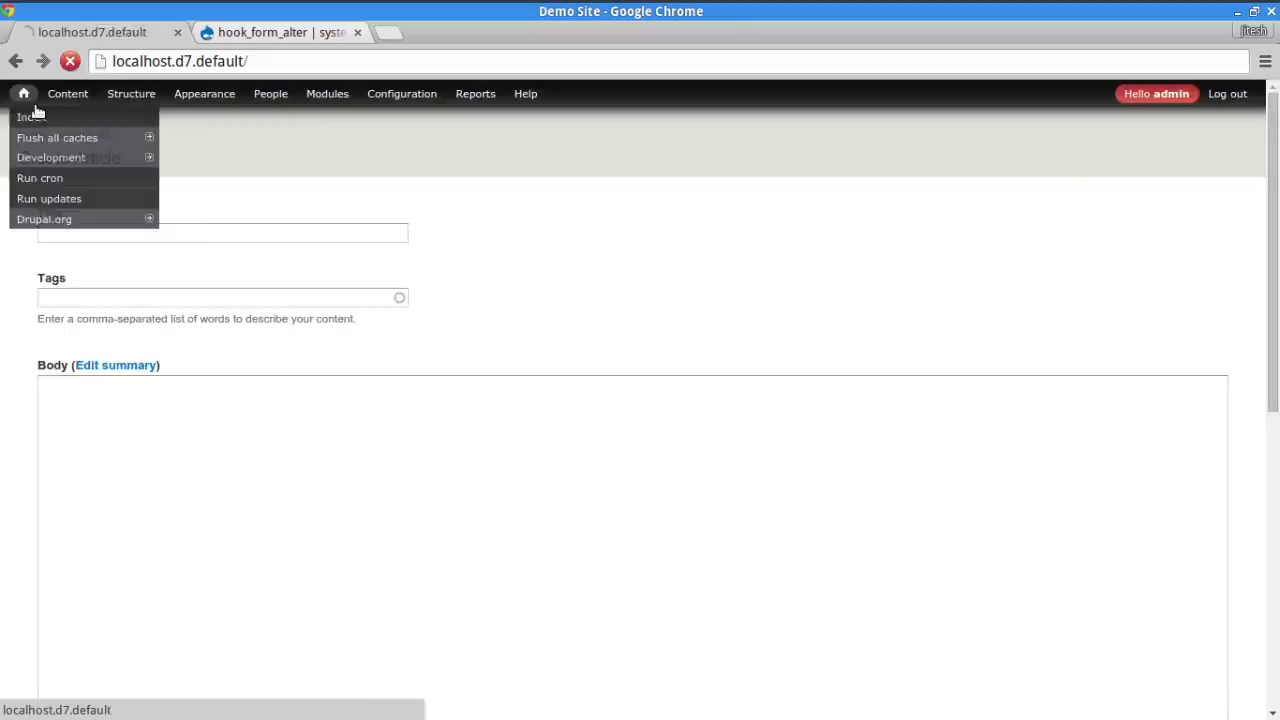 Demo Site - Google Chrome
localhost.d7.default
hook_form_alter | syste
jitesh
localhost.d7.default/
Content Structure Appearance People Modules Configuration Reports Help Hello admin Log out
Flush all caches
Development
Run cron
Run updates
Drupal.org
Tags
Enter a comma-separated list of words to describe your content.
Body (Edit summary)
localhost.d7.default